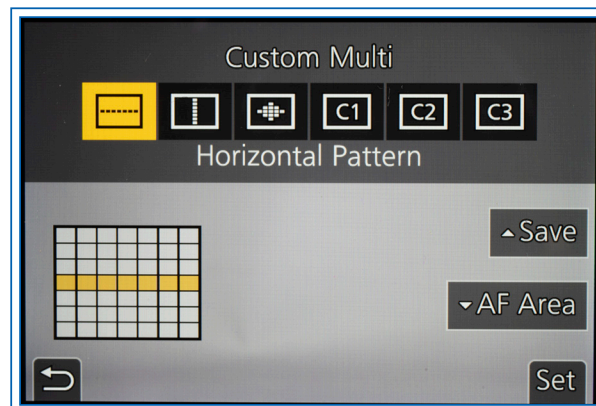 Custom Multi
C1 C2 C3
Horizontal Pattern
Save
AF Area
Set